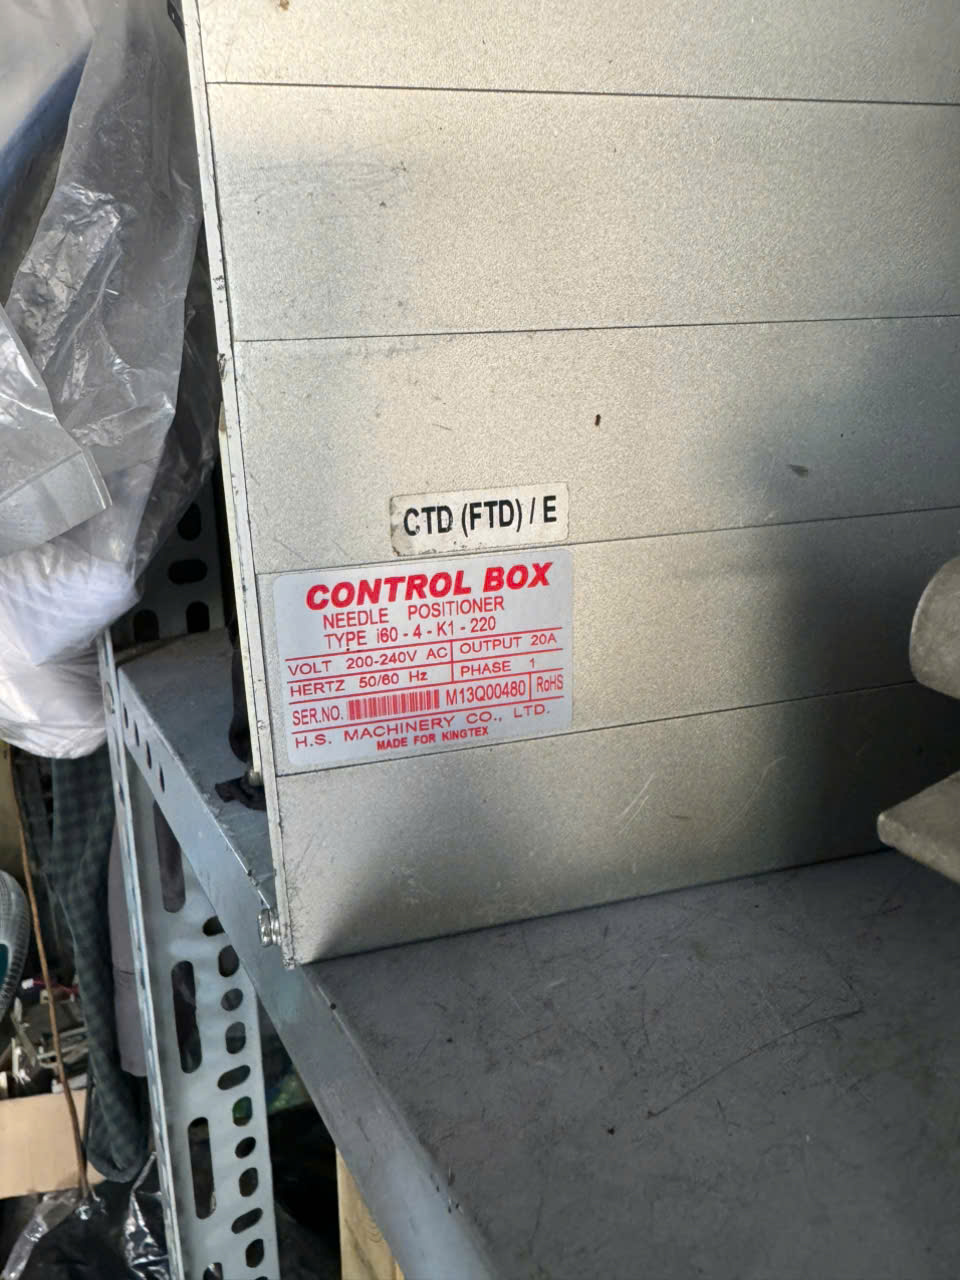 CTD (FTD) / E
CONTROL BOX
NEEDLE POSITIONER
TYPE i60 - 4 - K1 - 220
VOLT 200-240V AC OUTPUT 20A
HERTZ 50/60 Hz PHASE 1
SER.NO. M13Q00480 RoHS
H.S. MACHINERY CO., LTD.
MADE FOR KINGTEX